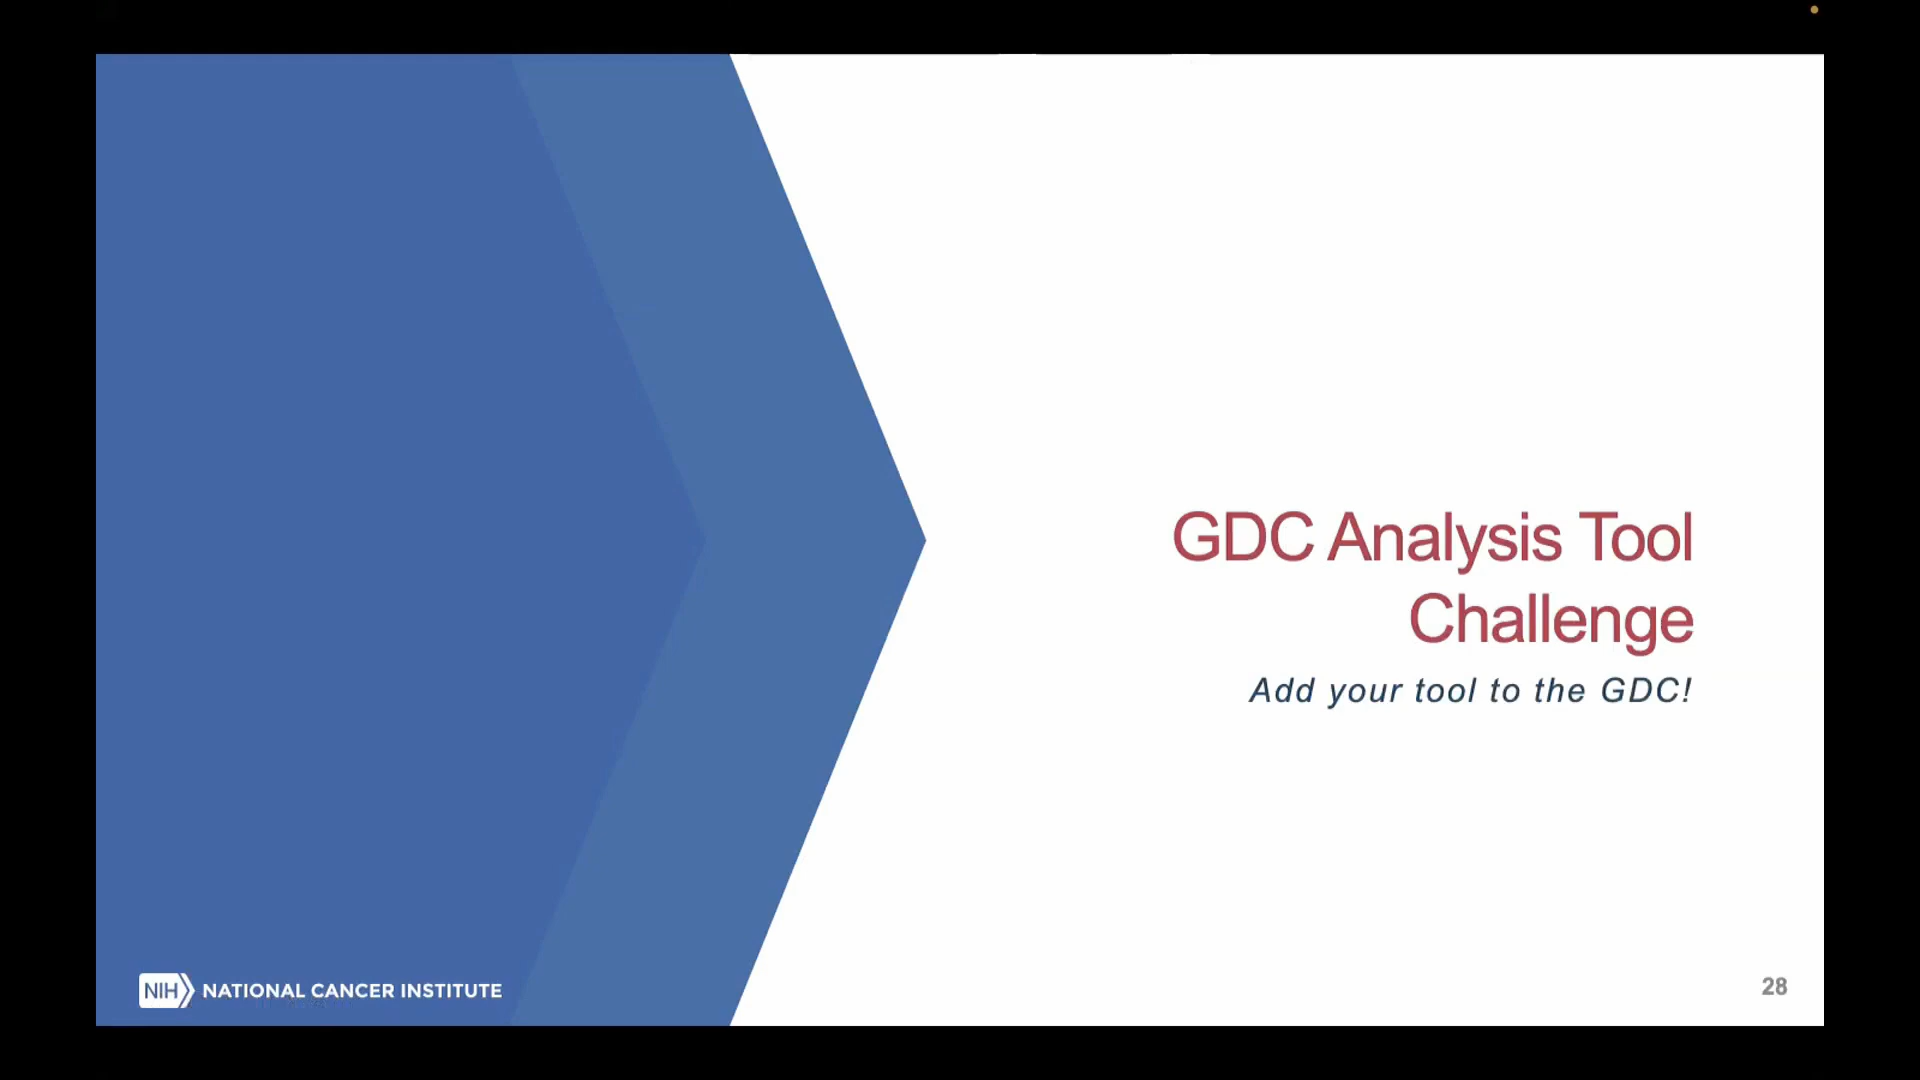 GDC Analysis Tool
Challenge
Add your tool to the GDC!
NIH NATIONAL CANCER INSTITUTE
28